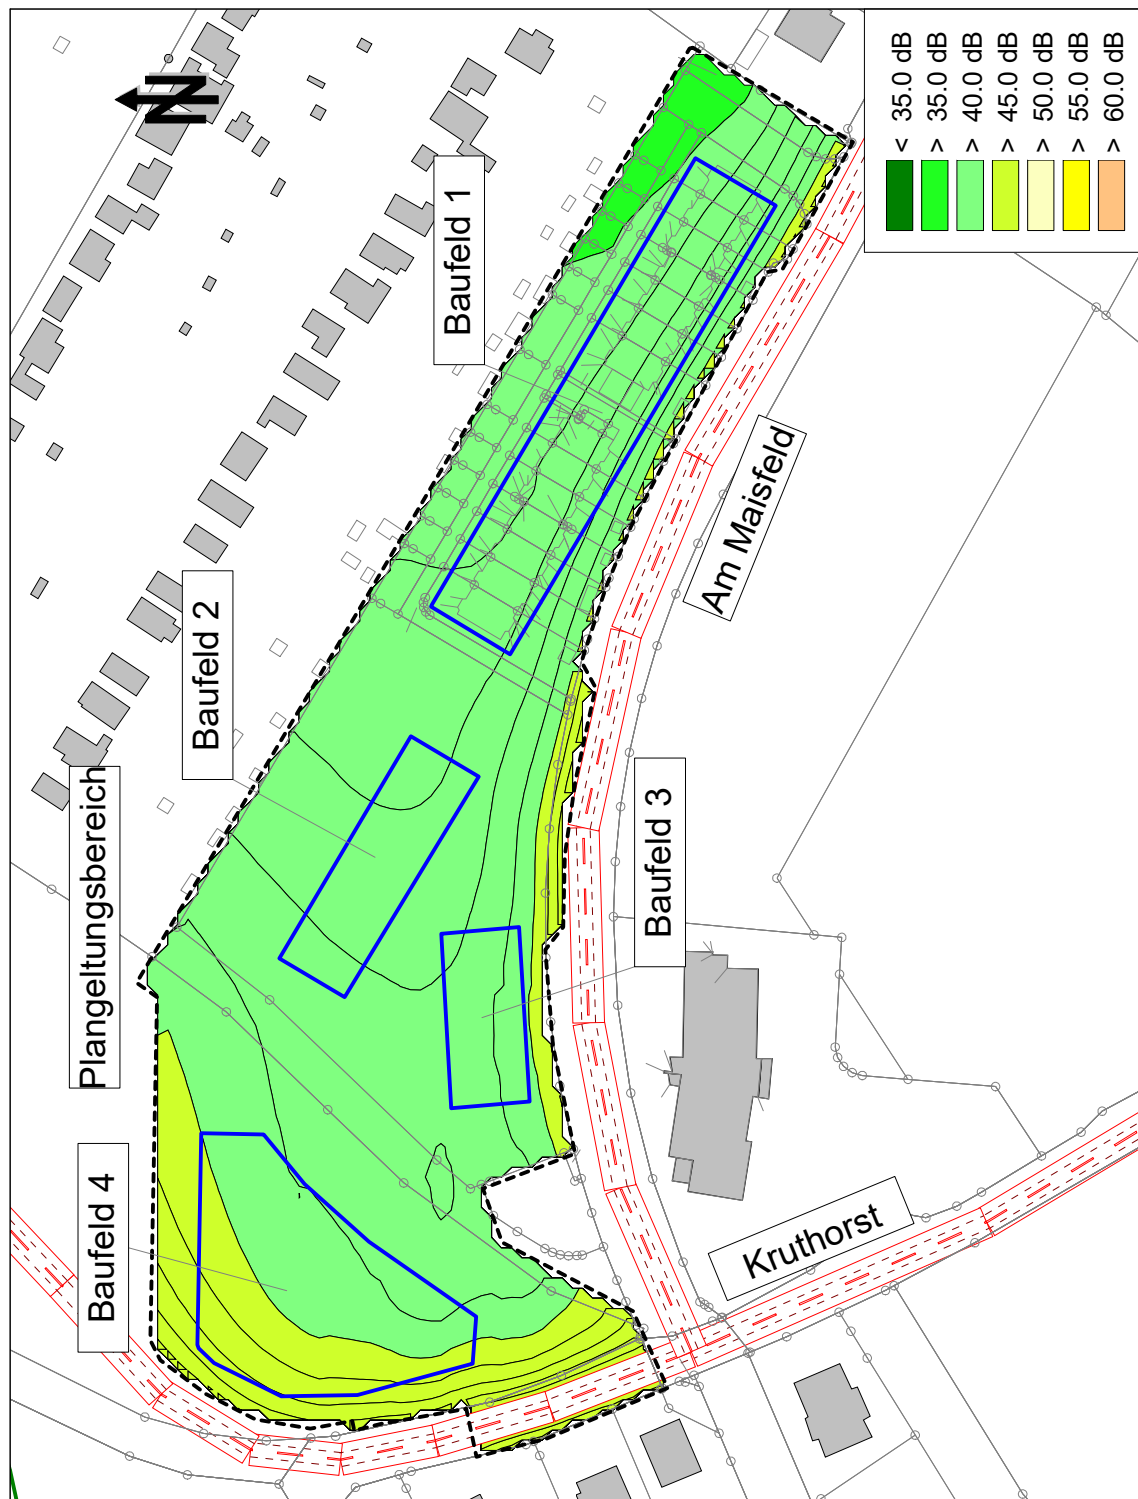 Baufeld 1
Baufeld 2
Plangeltungsbereich
Baufeld 4
Baufeld 3
Am Maisfeld
Kruthorst
< 35.0 dB
> 35.0 dB
> 40.0 dB
> 45.0 dB
> 50.0 dB
> 55.0 dB
> 60.0 dB
N